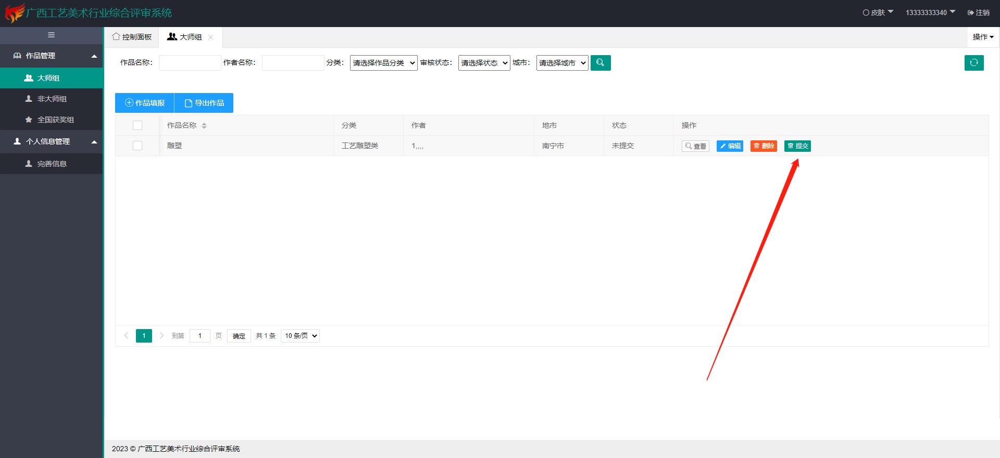 广西工艺美术行业综合评审系统
皮肤 13333333340 注销
控制面板 大师组 操作
作品管理
大师组
非大师组
全国获奖组
个人信息管理
完善信息
作品名称： 作者名称： 分类： 请选择作品分类 审核状态： 请选择状态 城市： 请选择城市
作品填报 导出作品
作品名称 分类 作者 地市 状态 操作
雕塑 工艺雕塑类 1,,,, 南宁市 未提交 查看 编辑 删除 提交
1 到第 1 页 确定 共 1 条 10 条/页
2023 © 广西工艺美术行业综合评审系统